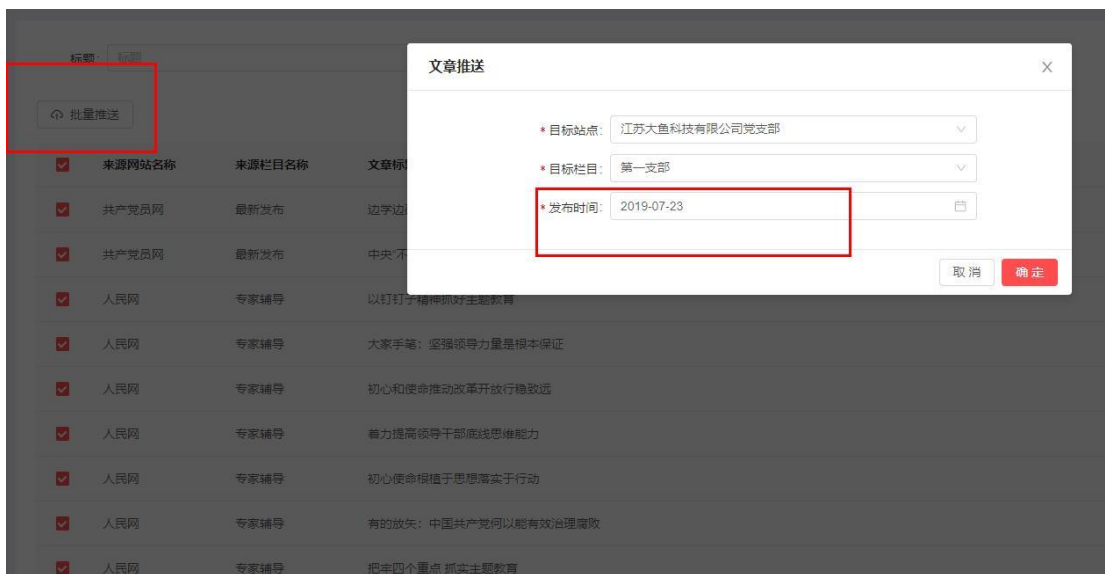 标题: 标题
批量推送
来源网站名称 来源栏目名称 文章标
共产党员网 最新发布 边学边
共产党员网 最新发布 中央"不
人民网 专家辅导 以钉钉子精神抓好主题教育
人民网 专家辅导 大家手笔：坚强领导力量是根本保证
人民网 专家辅导 初心和使命推动改革开放行稳致远
人民网 专家辅导 着力提高领导干部底线思维能力
人民网 专家辅导 初心使命根植于思想落实于行动
人民网 专家辅导 有的放矢：中国共产党何以能有效治理腐败
人民网 专家辅导 把牢四个重点 抓实主题教育
文章推送
* 目标站点: 江苏大鱼科技有限公司党支部
* 目标栏目: 第一支部
* 发布时间: 2019-07-23
取 消 确 定